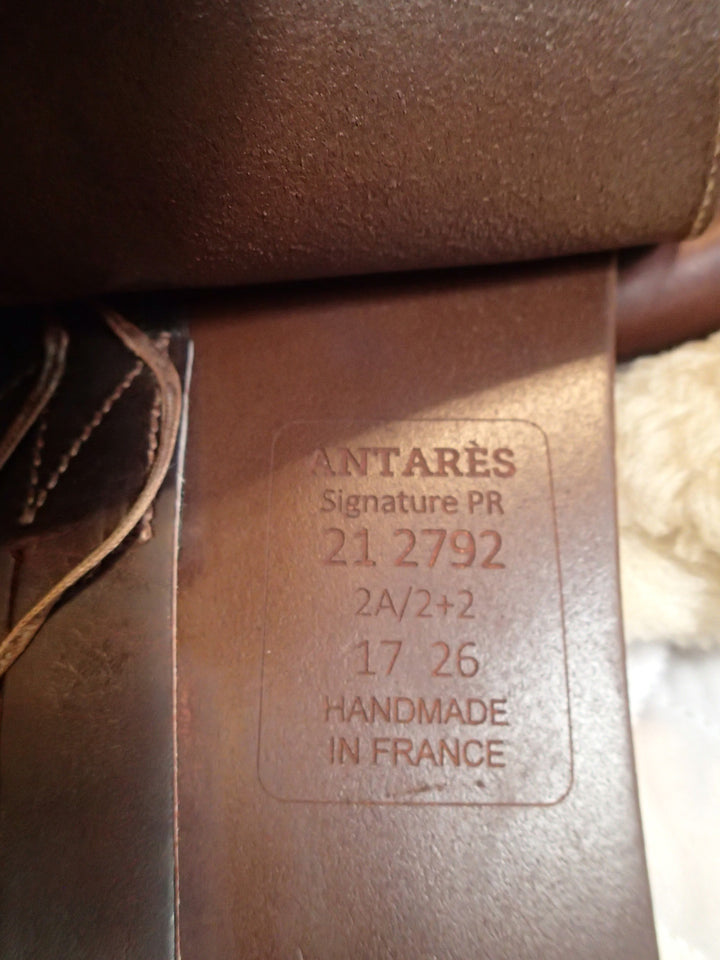 ANTARÈS
Signature PR
21 2792
2A/2+2
17 26
HANDMADE
IN FRANCE